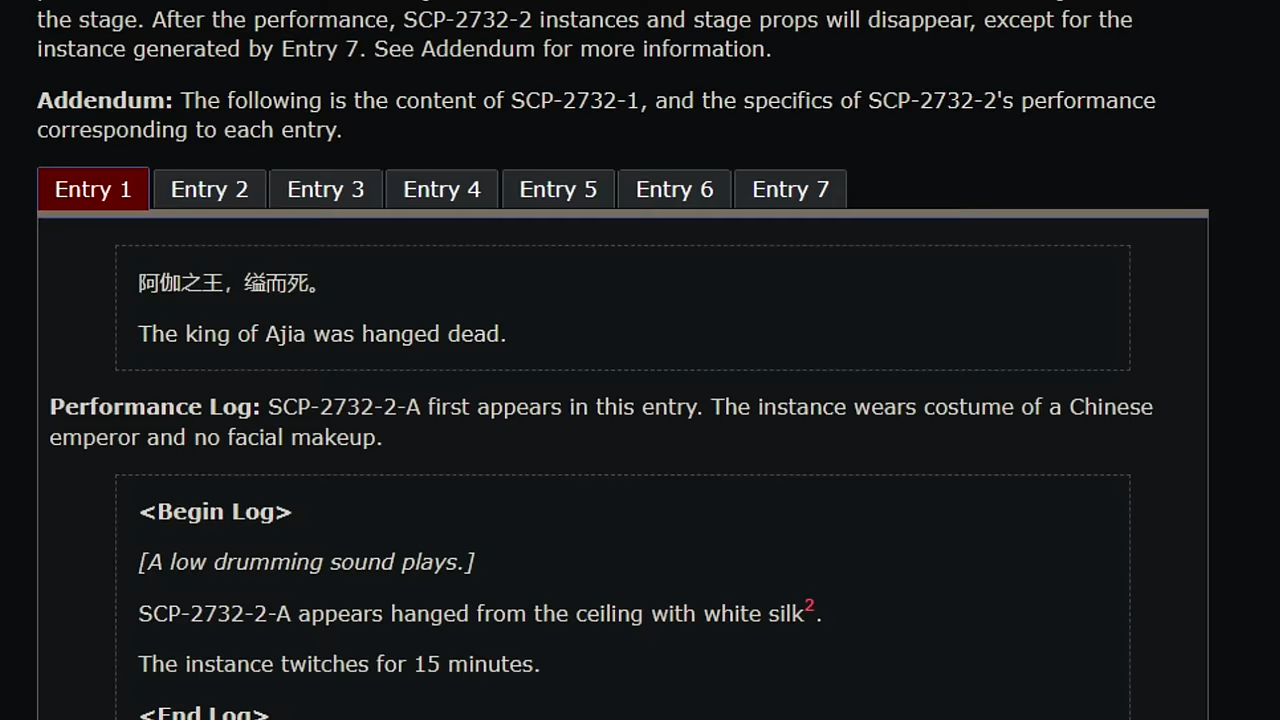 the stage. After the performance, SCP-2732-2 instances and stage props will disappear, except for the
instance generated by Entry 7. See Addendum for more information.
Addendum: The following is the content of SCP-2732-1, and the specifics of SCP-2732-2's performance
corresponding to each entry.
Entry 1 Entry 2 Entry 3 Entry 4 Entry 5 Entry 6 Entry 7
阿伽之王，缢而死。
The king of Ajia was hanged dead.
Performance Log: SCP-2732-2-A first appears in this entry. The instance wears costume of a Chinese
emperor and no facial makeup.
<Begin Log>
[A low drumming sound plays.]
SCP-2732-2-A appears hanged from the ceiling with white silk2.
The instance twitches for 15 minutes.
<End Log>